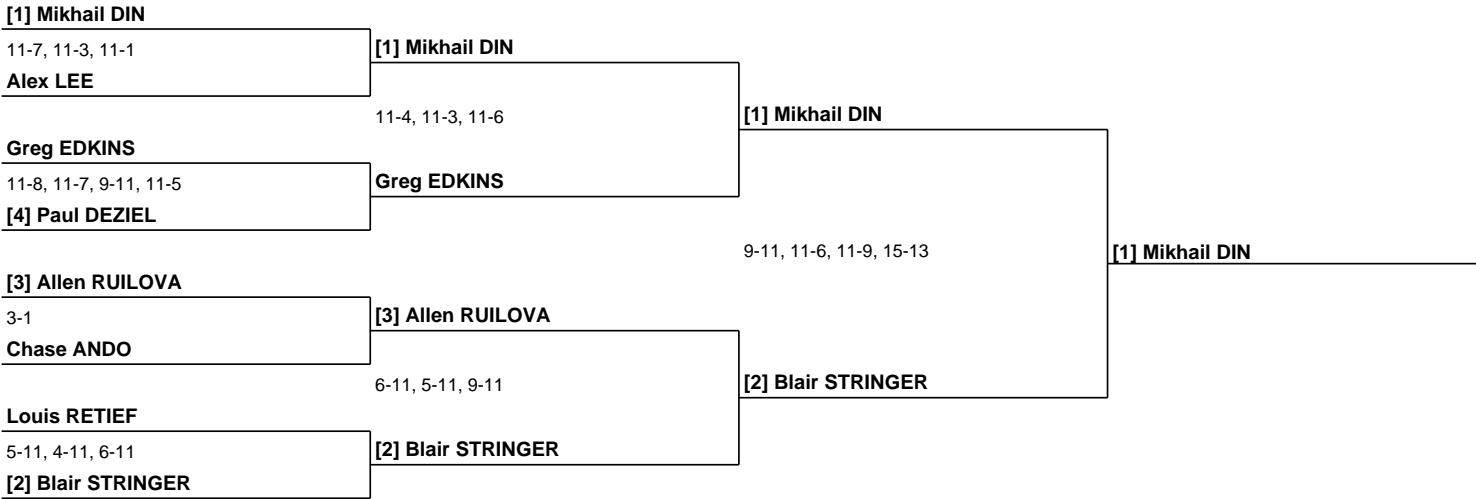 [1] Mikhail DIN
11-7, 11-3, 11-1
Alex LEE
Greg EDKINS
11-8, 11-7, 9-11, 11-5
[4] Paul DEZIEL
[3] Allen RUILOVA
3-1
Chase ANDO
Louis RETIEF
5-11, 4-11, 6-11
[2] Blair STRINGER
[1] Mikhail DIN
11-4, 11-3, 11-6
Greg EDKINS
[3] Allen RUILOVA
6-11, 5-11, 9-11
[2] Blair STRINGER
[1] Mikhail DIN
9-11, 11-6, 11-9, 15-13
[2] Blair STRINGER
[1] Mikhail DIN